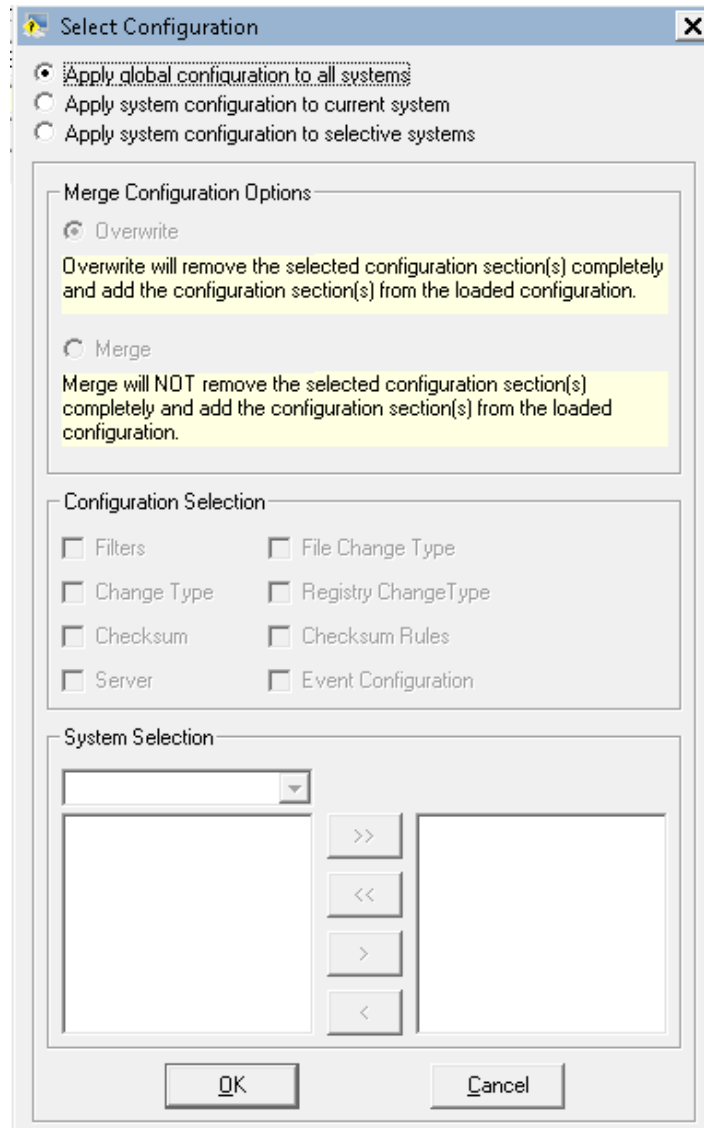 Select Configuration
Apply global configuration to all systems
Apply system configuration to current system
Apply system configuration to selective systems
Merge Configuration Options
Overwrite
Overwrite will remove the selected configuration section(s) completely
and add the configuration section(s) from the loaded configuration.
Merge
Merge will NOT remove the selected configuration section(s)
completely and add the configuration section(s) from the loaded
configuration.
Configuration Selection
Filters File Change Type
Change Type Registry ChangeType
Checksum Checksum Rules
Server Event Configuration
System Selection
>>
<<
>
<
OK Cancel